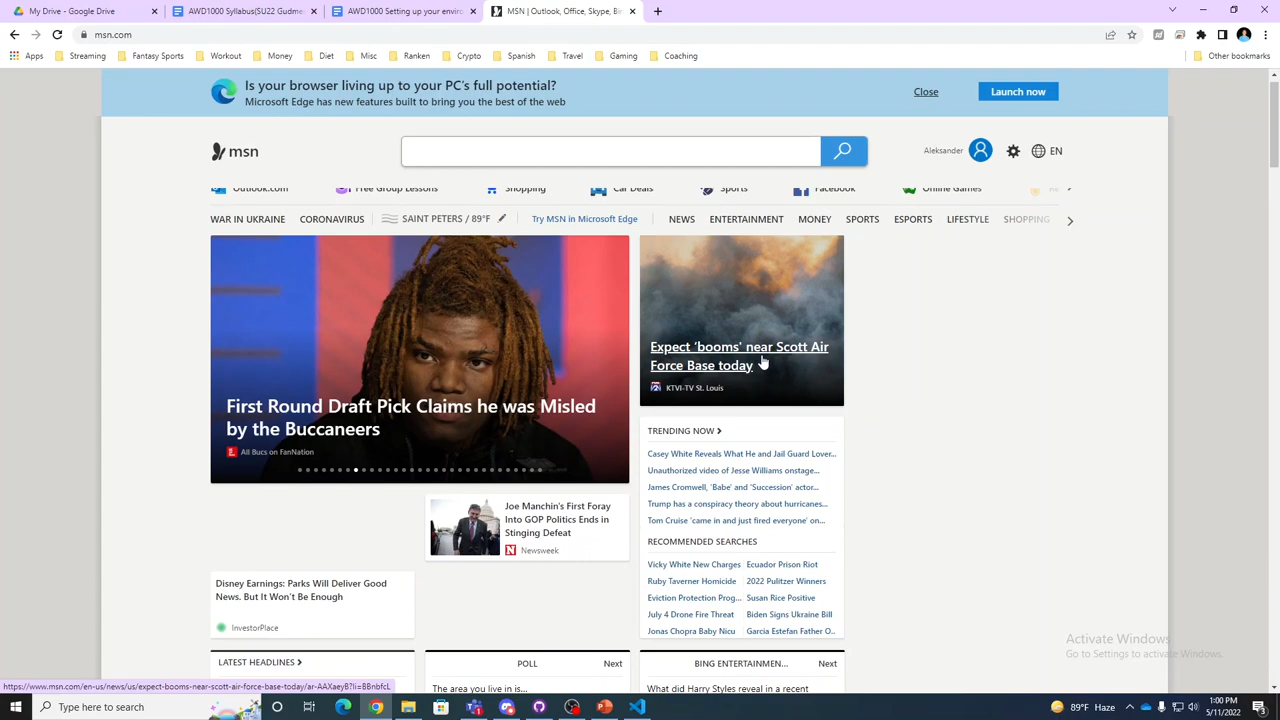 My Drive - Google Drive
AWD1000 Syllabus(SU22 Gudmes
AWD1000 Setting up your environ
MSN | Outlook, Office, Skype, Bin
msn.com
Apps
Streaming
Fantasy Sports
Workout
Money
Diet
Misc
Ranken
Crypto
Spanish
Travel
Gaming
Coaching
Other bookmarks
Is your browser living up to your PC's full potential?
Microsoft Edge has new features built to bring you the best of the web
Close
Launch now
msn
Aleksander
EN
Outlook.com
Free Group Lessons
Shopping
Car Deals
Sports
Facebook
Online Games
WAR IN UKRAINE
CORONAVIRUS
SAINT PETERS / 89°F
Try MSN in Microsoft Edge
NEWS
ENTERTAINMENT
MONEY
SPORTS
ESPORTS
LIFESTYLE
SHOPPING
First Round Draft Pick Claims he was Misled
by the Buccaneers
All Bucs on FanNation
Expect 'booms' near Scott Air
Force Base today
KTVI-TV St. Louis
TRENDING NOW
Casey White Reveals What He and Jail Guard Lover...
Unauthorized video of Jesse Williams onstage...
James Cromwell, 'Babe' and 'Succession' actor...
Trump has a conspiracy theory about hurricanes...
Tom Cruise 'came in and just fired everyone' on...
RECOMMENDED SEARCHES
Vicky White New Charges
Ecuador Prison Riot
Ruby Taverner Homicide
2022 Pulitzer Winners
Eviction Protection Prog...
Susan Rice Positive
July 4 Drone Fire Threat
Biden Signs Ukraine Bill
Jonas Chopra Baby Nicu
Garcia Estefan Father O...
Joe Manchin's First Foray
Into GOP Politics Ends in
Stinging Defeat
Newsweek
Disney Earnings: Parks Will Deliver Good
News. But It Won't Be Enough
InvestorPlace
LATEST HEADLINES
POLL
Next
The area you live in is...
BING ENTERTAINMEN...
Next
What did Harry Styles reveal in a recent
Activate Windows
Go to Settings to activate Windows.
https://www.msn.com/en-us/news/us/expect-booms-near-scott-air-force-base-today/ar-AAXaeyB?li=BBnbfcL
Type here to search
89°F Haze
1:00 PM
5/11/2022